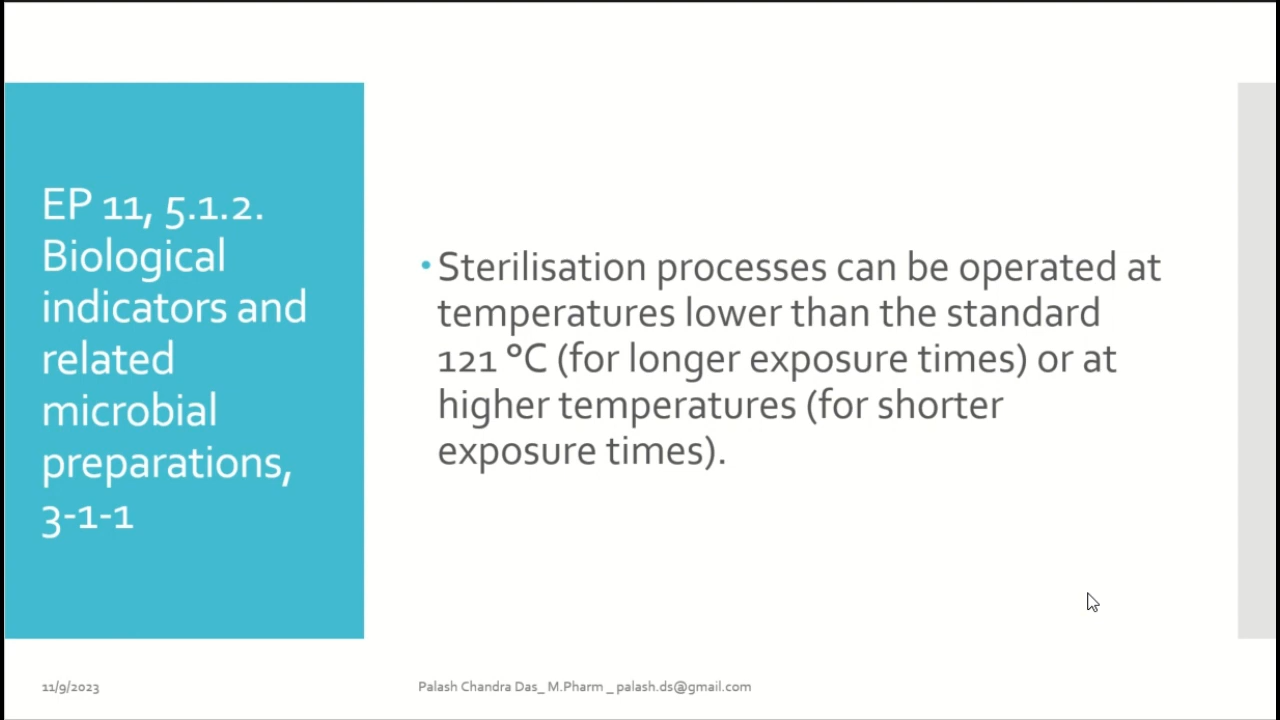 EP 11, 5.1.2.
Biological
indicators and
related
microbial
preparations,
3-1-1
• Sterilisation processes can be operated at
temperatures lower than the standard
121 °C (for longer exposure times) or at
higher temperatures (for shorter
exposure times).
11/9/2023
Palash Chandra Das_ M.Pharm _ palash.ds@gmail.com